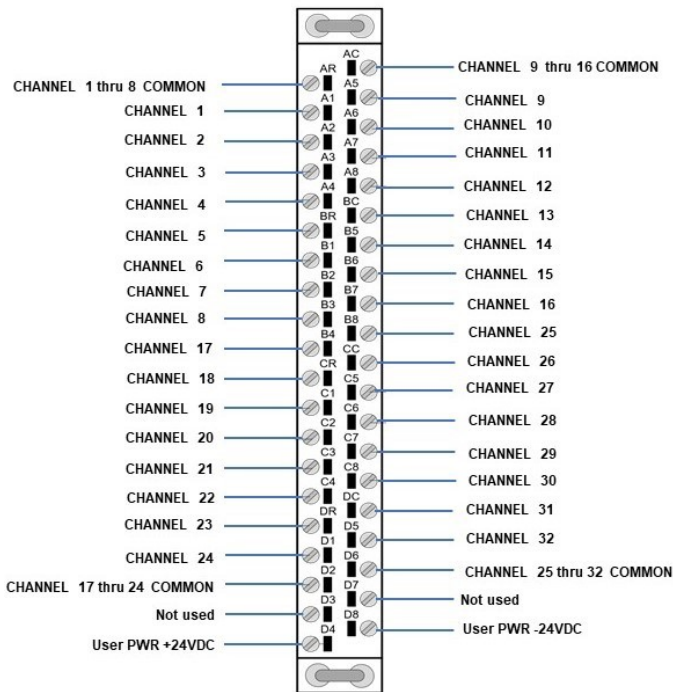 AC
CHANNEL 9 thru 16 COMMON
AR
CHANNEL 1 thru 8 COMMON
A5
CHANNEL 9
A1
CHANNEL 1
A6
CHANNEL 10
A2
CHANNEL 2
A7
CHANNEL 11
A3
CHANNEL 3
A8
CHANNEL 12
A4
CHANNEL 4
BC
CHANNEL 13
BR
CHANNEL 5
B5
CHANNEL 14
B1
CHANNEL 6
B6
CHANNEL 15
B2
CHANNEL 7
B7
CHANNEL 16
B3
CHANNEL 8
B8
CHANNEL 25
B4
CHANNEL 17
CC
CHANNEL 26
CR
CHANNEL 18
C5
CHANNEL 27
C1
CHANNEL 19
C6
CHANNEL 28
C2
CHANNEL 20
C7
CHANNEL 29
C3
CHANNEL 21
C8
CHANNEL 30
C4
CHANNEL 22
DC
CHANNEL 31
DR
CHANNEL 23
D5
CHANNEL 32
D1
CHANNEL 24
D6
CHANNEL 25 thru 32 COMMON
D2
CHANNEL 17 thru 24 COMMON
D7
Not used
D3
Not used
D8
User PWR -24VDC
D4
User PWR +24VDC